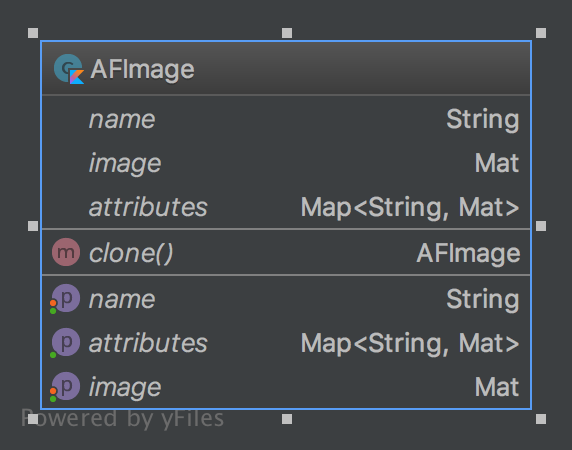 AFImage
name String
image Mat
attributes Map<String, Mat>
m clone() AFImage
p name String
p attributes Map<String, Mat>
p image Mat
Powered by yFiles